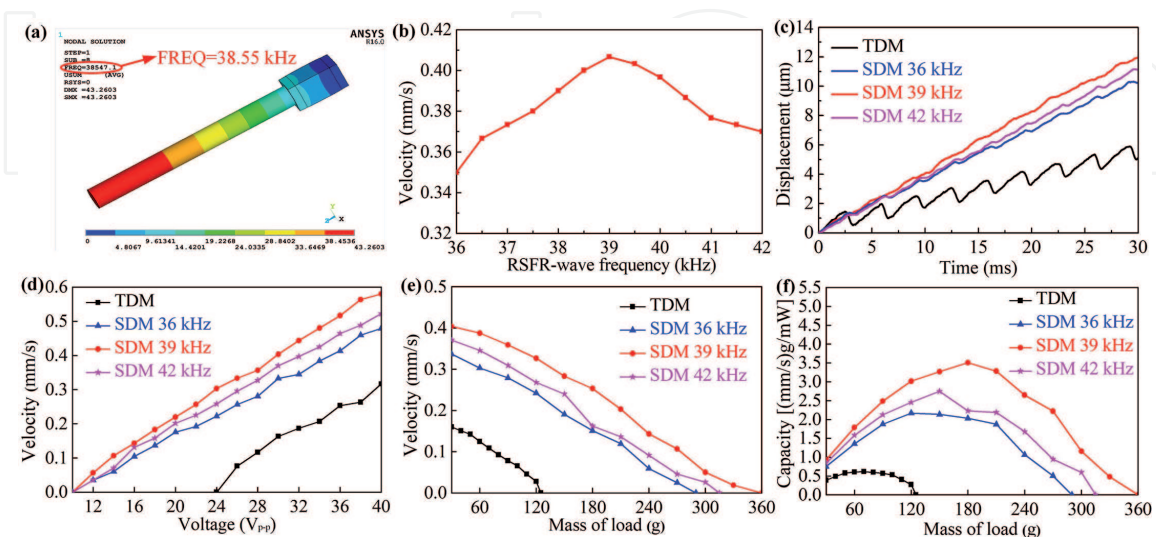 (a)
1
NODAL SOLUTION
STEP=1
SUB =8
FREQ=38547.1
USUM (AVG)
RSYS=0
DMX =43.2603
SMX =43.2603
FREQ=38.55 kHz
ANSYS
R16.0
Y
Z X
0 9.61341 19.2268 28.8402 38.4536
4.8067 14.4201 24.0335 33.6469 43.2603
(b)
Velocity (mm/s)
0.40
0.38
0.36
0.34
0.32
36 37 38 39 40 41 42
RSFR-wave frequency (kHz)
(c)
TDM
SDM 36 kHz
SDM 39 kHz
SDM 42 kHz
Displacement (μm)
14
12
10
8
6
4
2
0
0 5 10 15 20 25 30
Time (ms)
(d)
TDM
SDM 36 kHz
SDM 39 kHz
SDM 42 kHz
Velocity (mm/s)
0.6
0.5
0.4
0.3
0.2
0.1
0.0
12 16 20 24 28 32 36 40
Voltage (Vp-p)
(e)
TDM
SDM 36 kHz
SDM 39 kHz
SDM 42 kHz
Velocity (mm/s)
0.5
0.4
0.3
0.2
0.1
0.0
60 120 180 240 300 360
Mass of load (g)
(f)
TDM
SDM 36 kHz
SDM 39 kHz
SDM 42 kHz
Capacity [(mm/s)g/mW]
5.5
5.0
4.5
4.0
3.5
3.0
2.5
2.0
1.5
1.0
0.5
0.0
60 120 180 240 300 360
Mass of load (g)